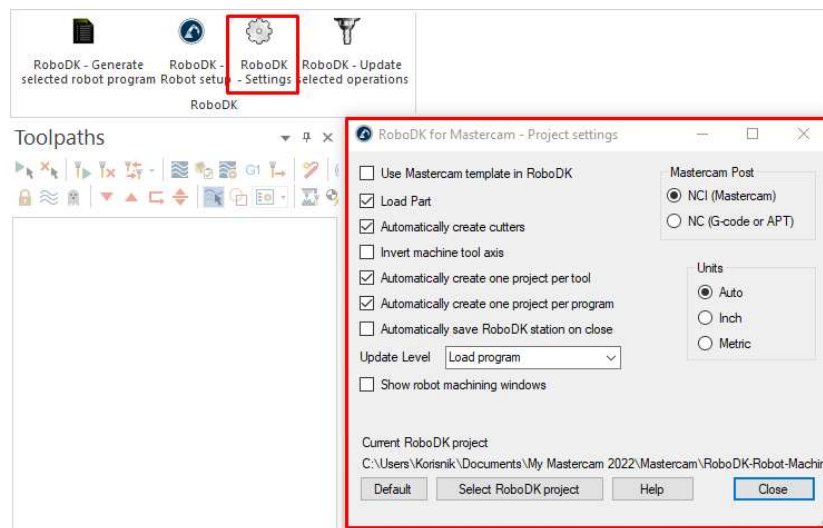 RoboDK - Generate selected robot program
RoboDK - Robot setup
RoboDK - Settings
RoboDK - Update selected operations
RoboDK
Toolpaths
G1
RoboDK for Mastercam - Project settings
Use Mastercam template in RoboDK
Load Part
Automatically create cutters
Invert machine tool axis
Automatically create one project per tool
Automatically create one project per program
Automatically save RoboDK station on close
Update Level
Load program
Show robot machining windows
Mastercam Post
NCI (Mastercam)
NC (G-code or APT)
Units
Auto
Inch
Metric
Current RoboDK project
C:\Users\Korisnik\Documents\My Mastercam 2022\Mastercam\RoboDK-Robot-Machin
Default
Select RoboDK project
Help
Close